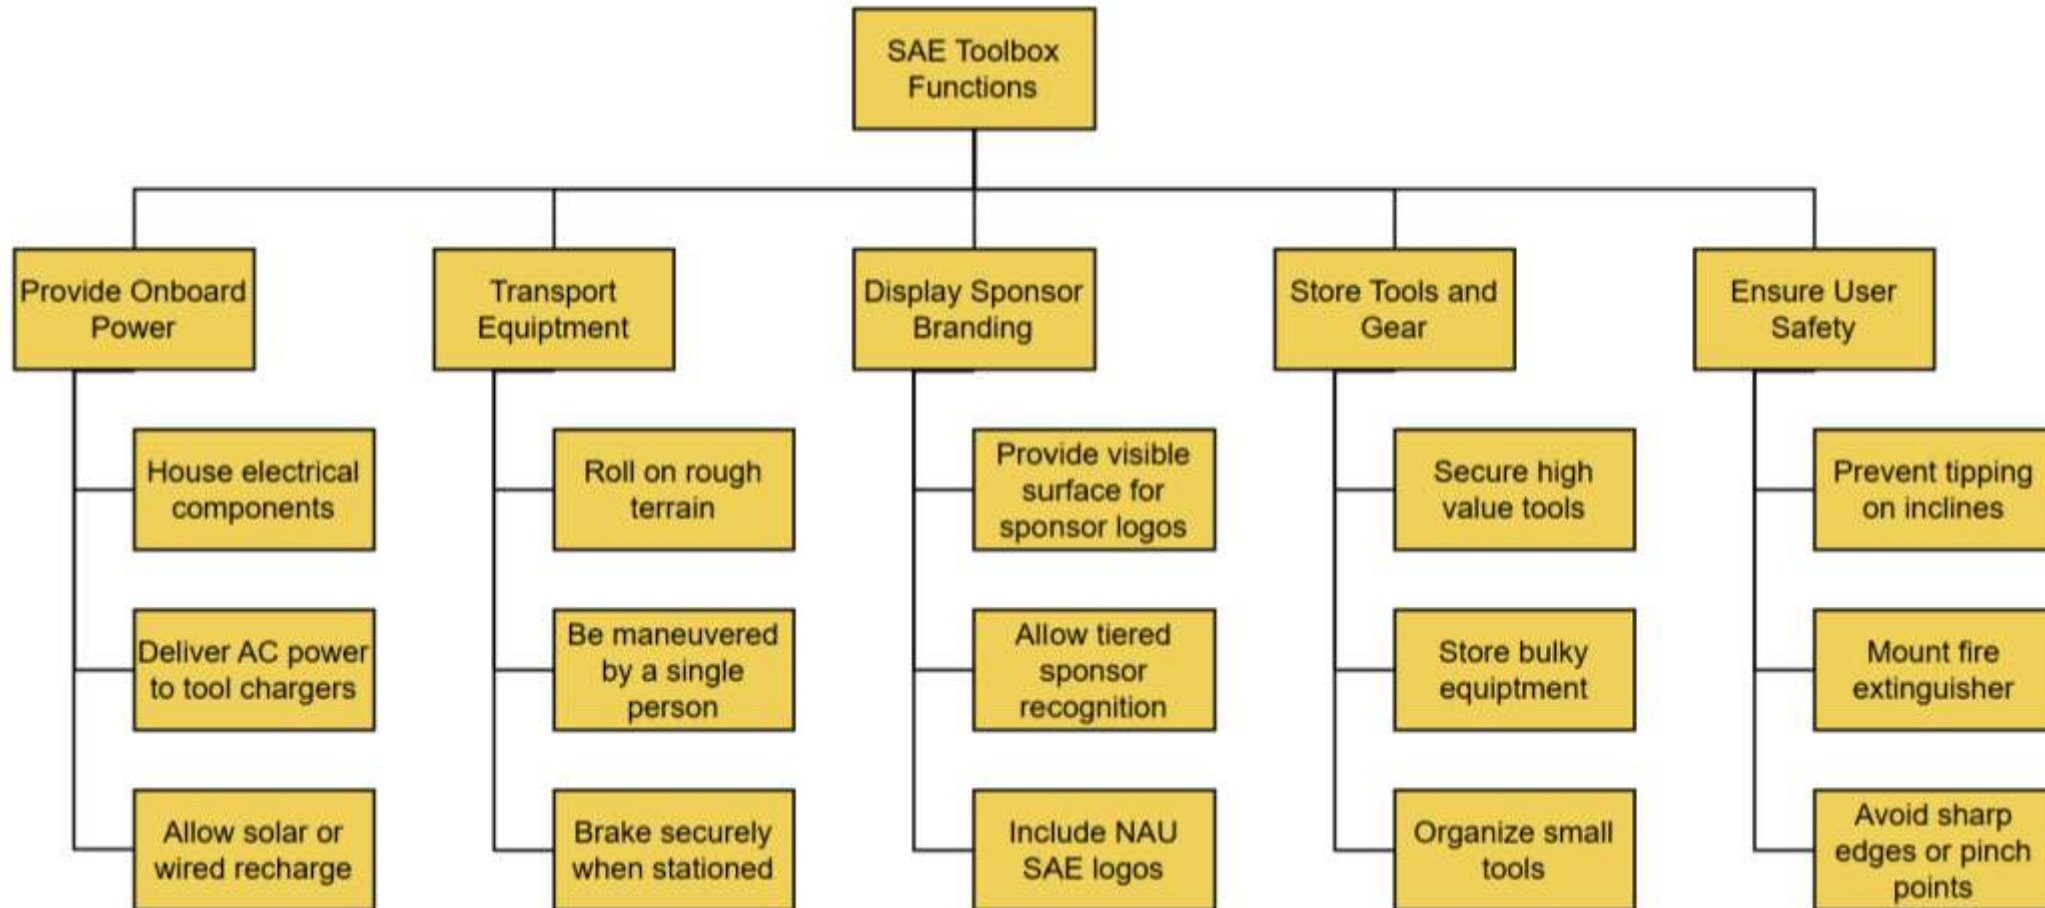 SAE Toolbox
Functions
Provide Onboard
Power
Transport
Equiptment
Display Sponsor
Branding
Store Tools and
Gear
Ensure User
Safety
House electrical
components
Roll on rough
terrain
Provide visible
surface for
sponsor logos
Secure high
value tools
Prevent tipping
on inclines
Deliver AC power
to tool chargers
Be maneuvered
by a single
person
Allow tiered
sponsor
recognition
Store bulky
equiptment
Mount fire
extinguisher
Allow solar or
wired recharge
Brake securely
when stationed
Include NAU
SAE logos
Organize small
tools
Avoid sharp
edges or pinch
points